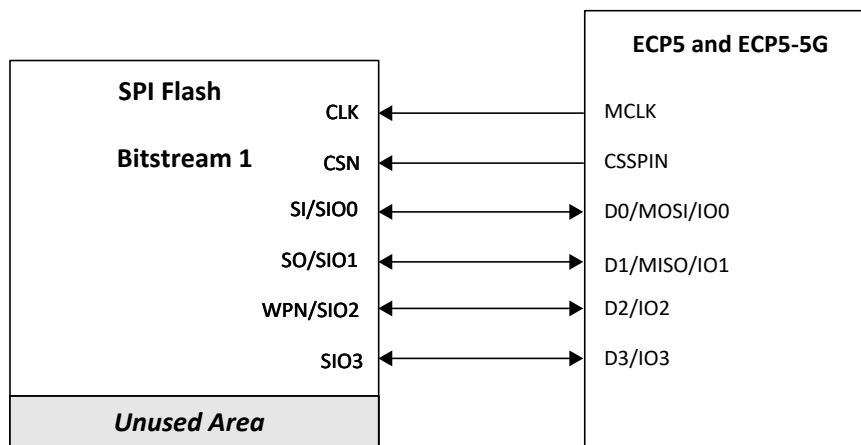 ECP5 and ECP5-5G
SPI Flash
CLK
MCLK
Bitstream 1
CSN
CSSPIN
SI/SIO0
D0/MOSI/IO0
SO/SIO1
D1/MISO/IO1
WPN/SIO2
D2/IO2
SIO3
D3/IO3
Unused Area